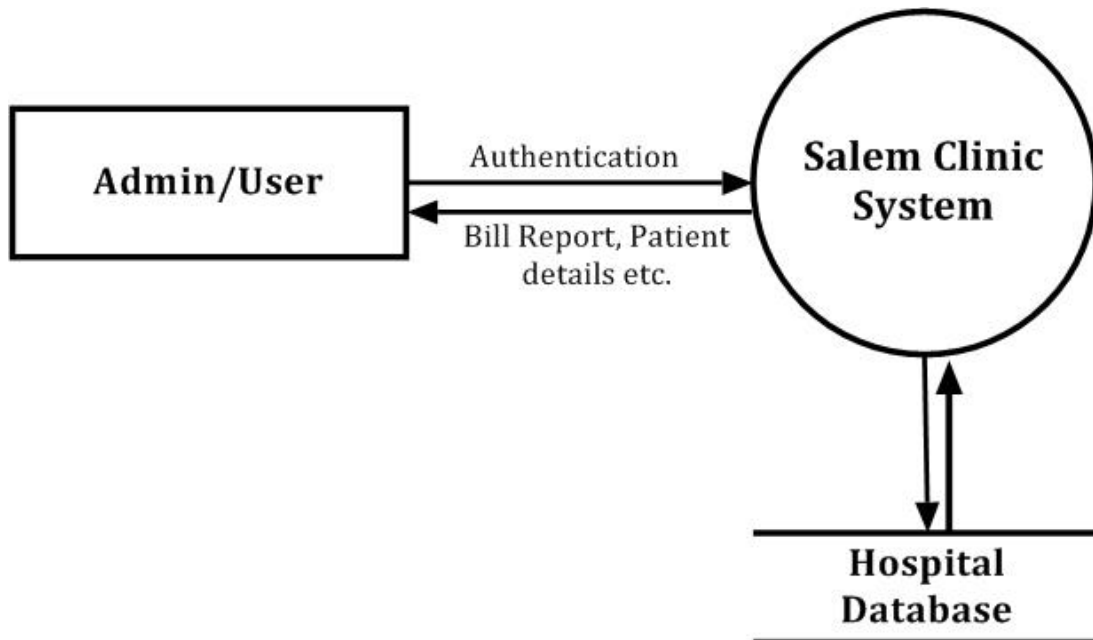 Admin/User
Authentication
Bill Report, Patient
details etc.
Salem Clinic
System
Hospital
Database